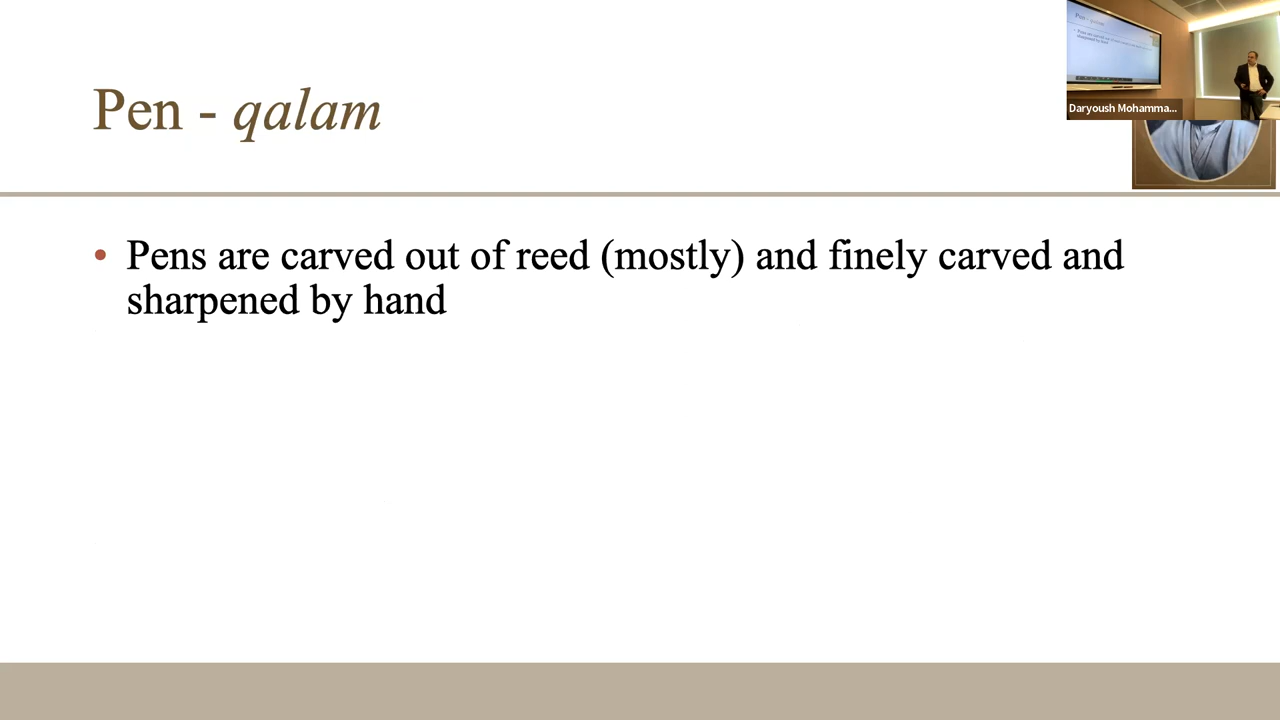 Pen - qalam
Daryoush Mohamma...
• Pens are carved out of reed (mostly) and finely carved and
sharpened by hand